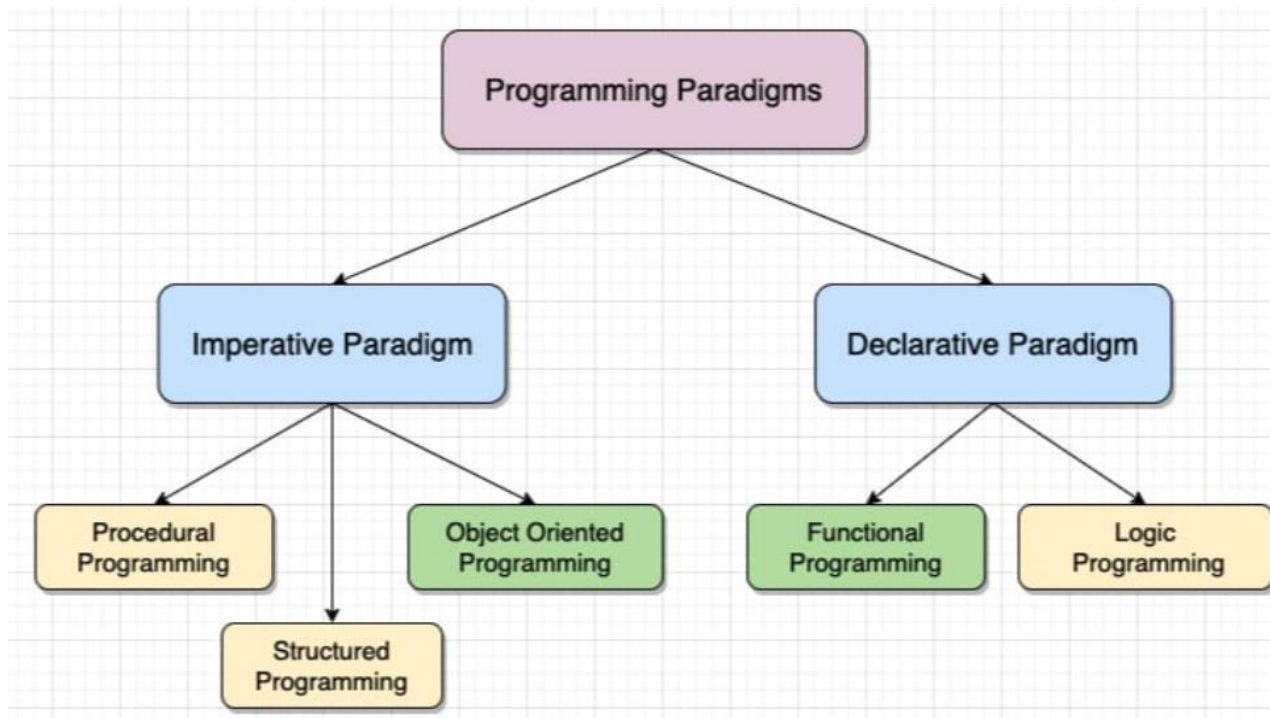 Programming Paradigms
Imperative Paradigm
Declarative Paradigm
Procedural
Programming
Object Oriented
Programming
Functional
Programming
Logic
Programming
Structured
Programming